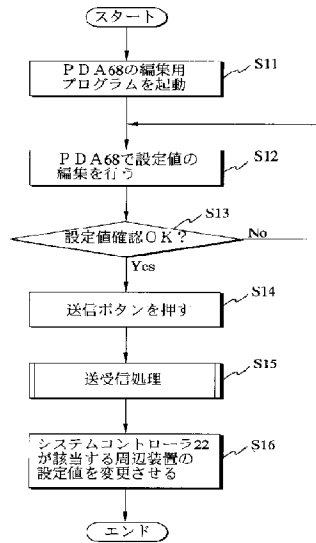 スタート
PDA68の編集用
プログラムを起動
S11
PDA68で設定値の
編集を行う
S12
設定値確認OK?
S13
No
Yes
送信ボタンを押す
S14
送受信処理
S15
システムコントローラ22
が該当する周辺装置の
設定値を変更させる
S16
エンド